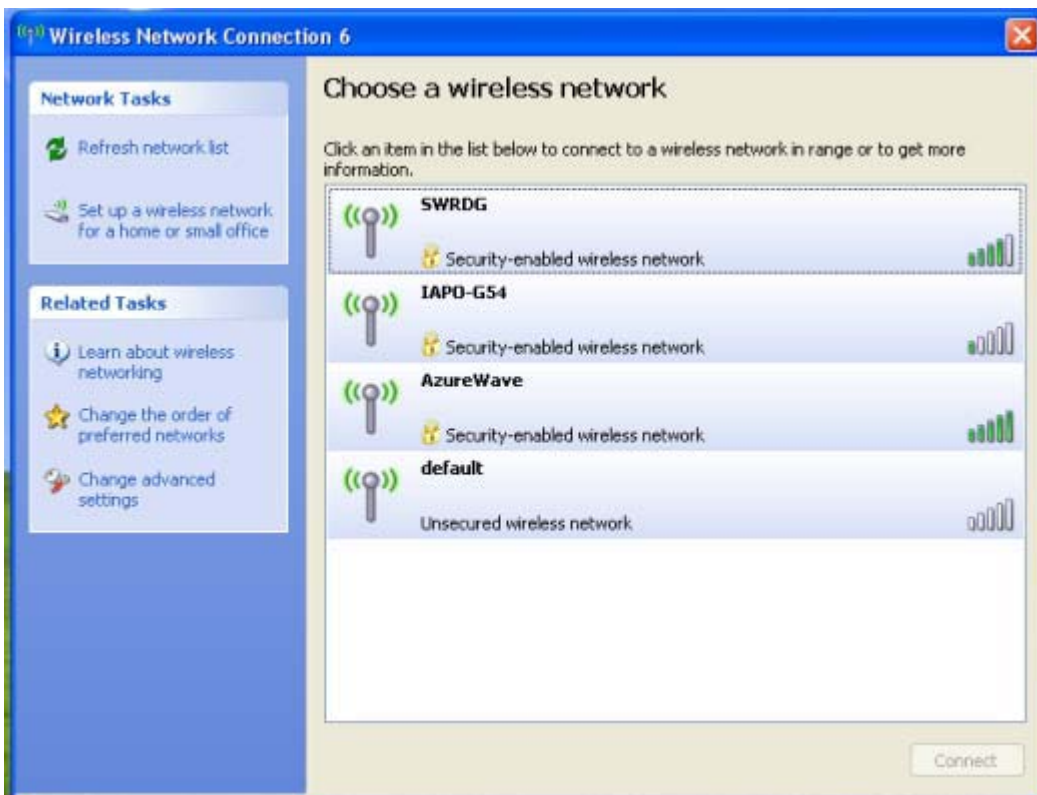 Wireless Network Connection 6
Network Tasks
Refresh network list
Set up a wireless network
for a home or small office
Related Tasks
Learn about wireless
networking
Change the order of
preferred networks
Change advanced
settings
Choose a wireless network
Click an item in the list below to connect to a wireless network in range or to get more
information.
SWRDG
Security-enabled wireless network
IAPO-G54
Security-enabled wireless network
AzureWave
Security-enabled wireless network
default
Unsecured wireless network
Connect